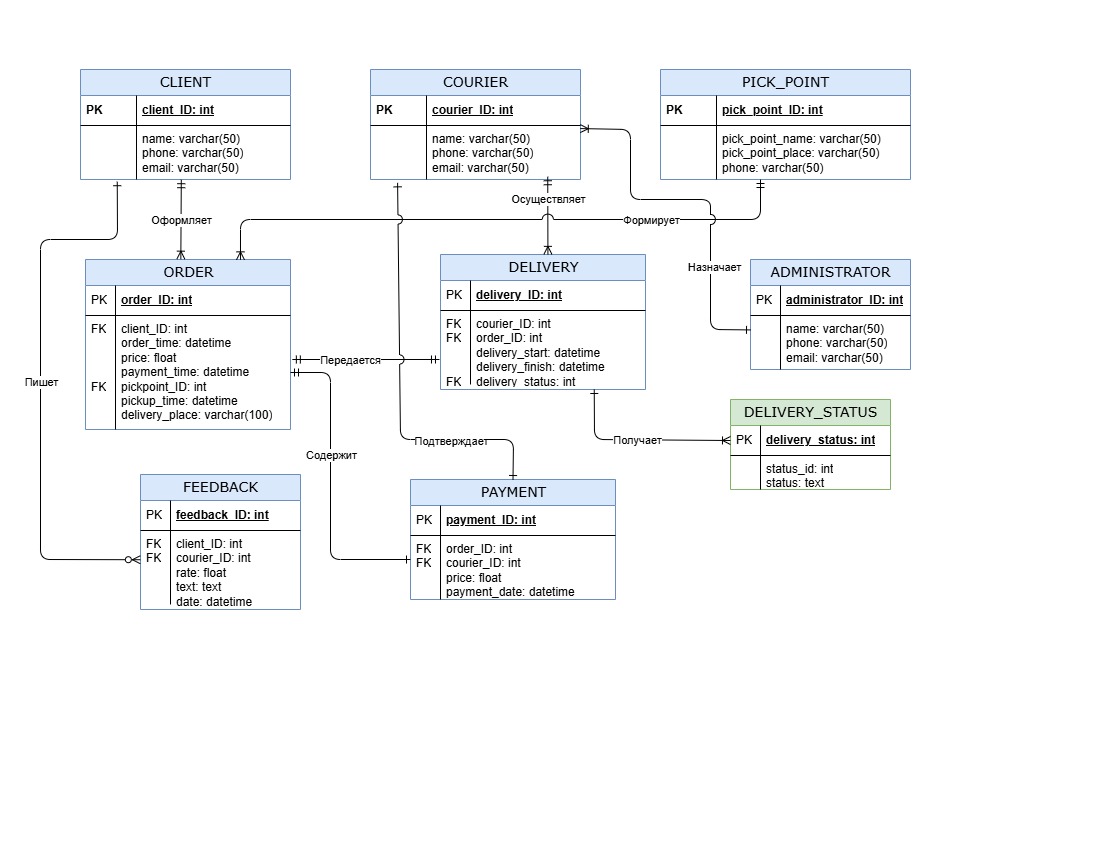 CLIENT
PK client_ID: int
name: varchar(50)
phone: varchar(50)
email: varchar(50)
COURIER
PK courier_ID: int
name: varchar(50)
phone: varchar(50)
email: varchar(50)
PICK_POINT
PK pick_point_ID: int
pick_point_name: varchar(50)
pick_point_place: varchar(50)
phone: varchar(50)
Оформляет
Осуществляет
Формирует
Назначает
ORDER
PK order_ID: int
FK client_ID: int
order_time: datetime
price: float
payment_time: datetime
FK pickpoint_ID: int
pickup_time: datetime
delivery_place: varchar(100)
DELIVERY
PK delivery_ID: int
FK courier_ID: int
FK order_ID: int
delivery_start: datetime
delivery_finish: datetime
FK delivery_status: int
ADMINISTRATOR
PK administrator_ID: int
name: varchar(50)
phone: varchar(50)
email: varchar(50)
Передается
Пишет
Содержит
Подтверждает
Получает
DELIVERY_STATUS
PK delivery_status: int
status_id: int
status: text
FEEDBACK
PK feedback_ID: int
FK client_ID: int
FK courier_ID: int
rate: float
text: text
date: datetime
PAYMENT
PK payment_ID: int
FK order_ID: int
FK courier_ID: int
price: float
payment_date: datetime